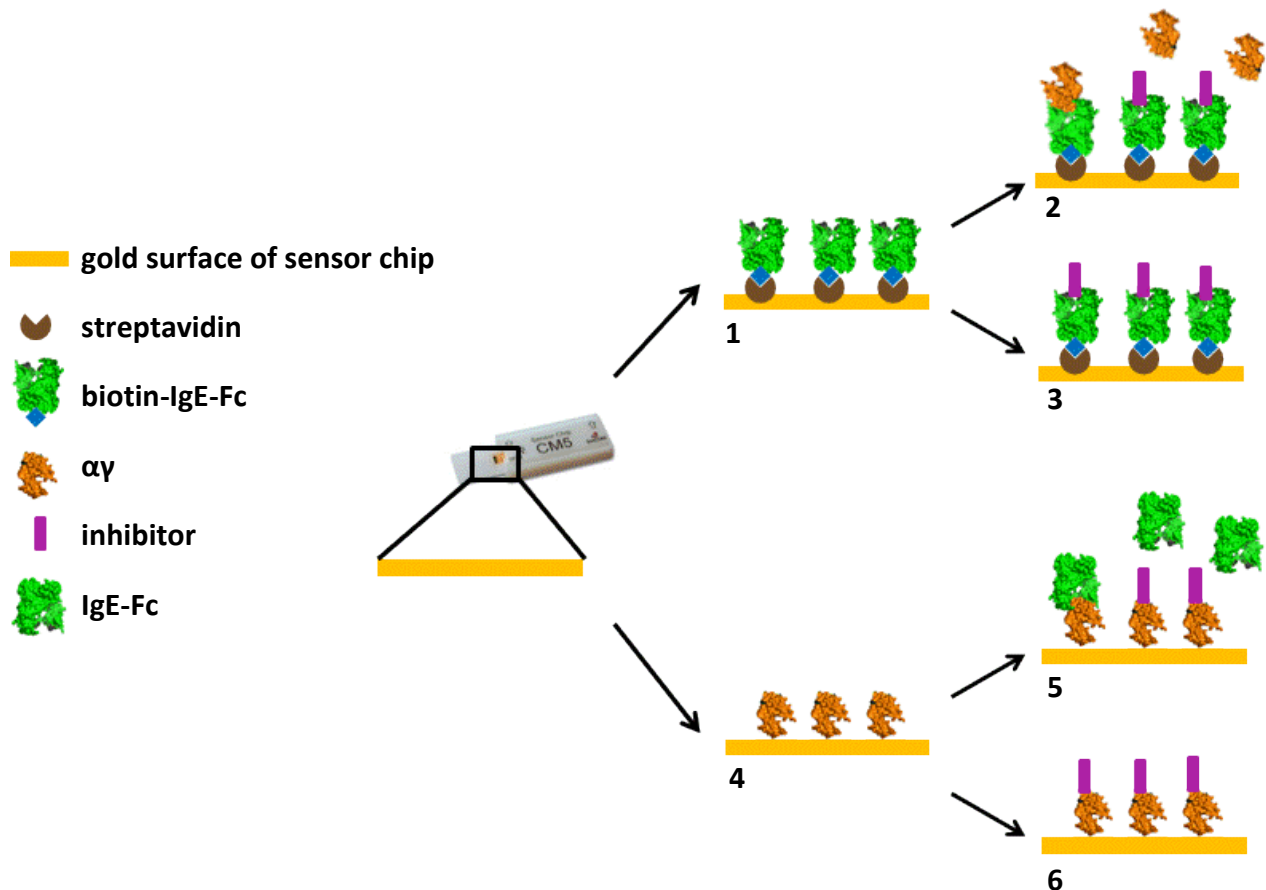 gold surface of sensor chip
streptavidin
biotin-IgE-Fc
αγ
inhibitor
IgE-Fc
Sensor Chip
CM5
1
2
3
4
5
6